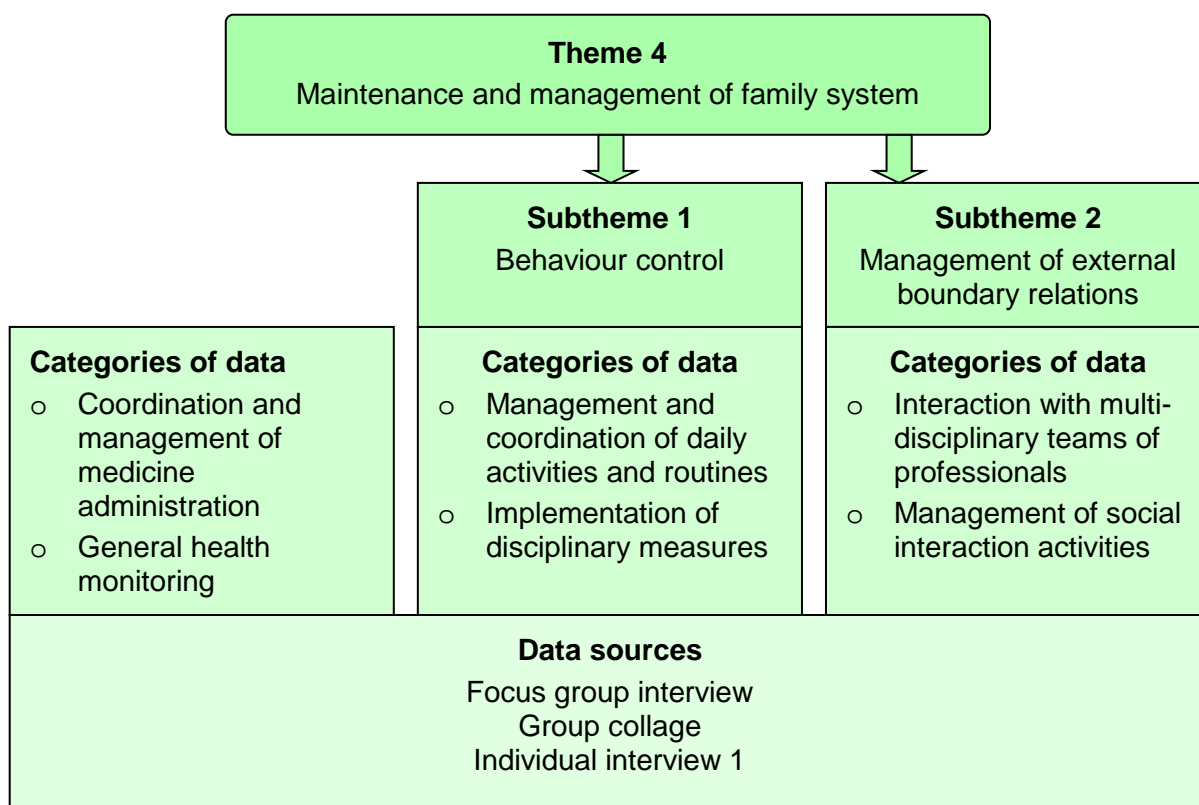 Theme 4
Maintenance and management of family system
Subtheme 1
Behaviour control
Subtheme 2
Management of external
boundary relations
Categories of data
o Coordination and
management of
medicine
administration
o General health
monitoring
Categories of data
o Management and
coordination of daily
activities and routines
o Implementation of
disciplinary measures
Categories of data
o Interaction with multi-
disciplinary teams of
professionals
o Management of social
interaction activities
Data sources
Focus group interview
Group collage
Individual interview 1